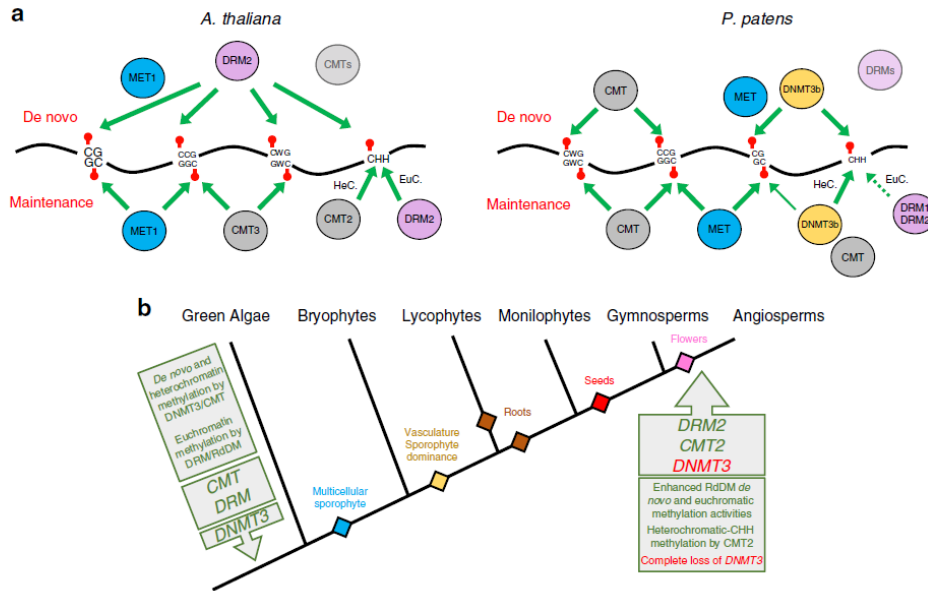 a
A. thaliana
P. patens
MET1
DRM2
CMTs
De novo
CG
GC
CCG
GGC
CWG
GWC
CHH
HeC.
EuC.
Maintenance
MET1
CMT3
CMT2
DRM2
CMT
MET
DNMT3b
DRMs
De novo
CWG
GWC
CCG
GGC
CG
GC
CHH
HeC.
EuC.
Maintenance
CMT
MET
DNMT3b
CMT
DRM1
DRM2
b
Green Algae
Bryophytes
Lycophytes
Monilophytes
Gymnosperms
Angiosperms
De novo and
heterochromatin
methylation by
DNMT3/CMT
Euchromatin
methylation by
DRM/RdDM
CMT
DRM
DNMT3
Multicellular
sporophyte
Vasculature
Sporophyte
dominance
Roots
Seeds
Flowers
DRM2
CMT2
DNMT3
Enhanced RdDM de
novo and euchromatic
methylation activities
Heterochromatic-CHH
methylation by CMT2
Complete loss of DNMT3